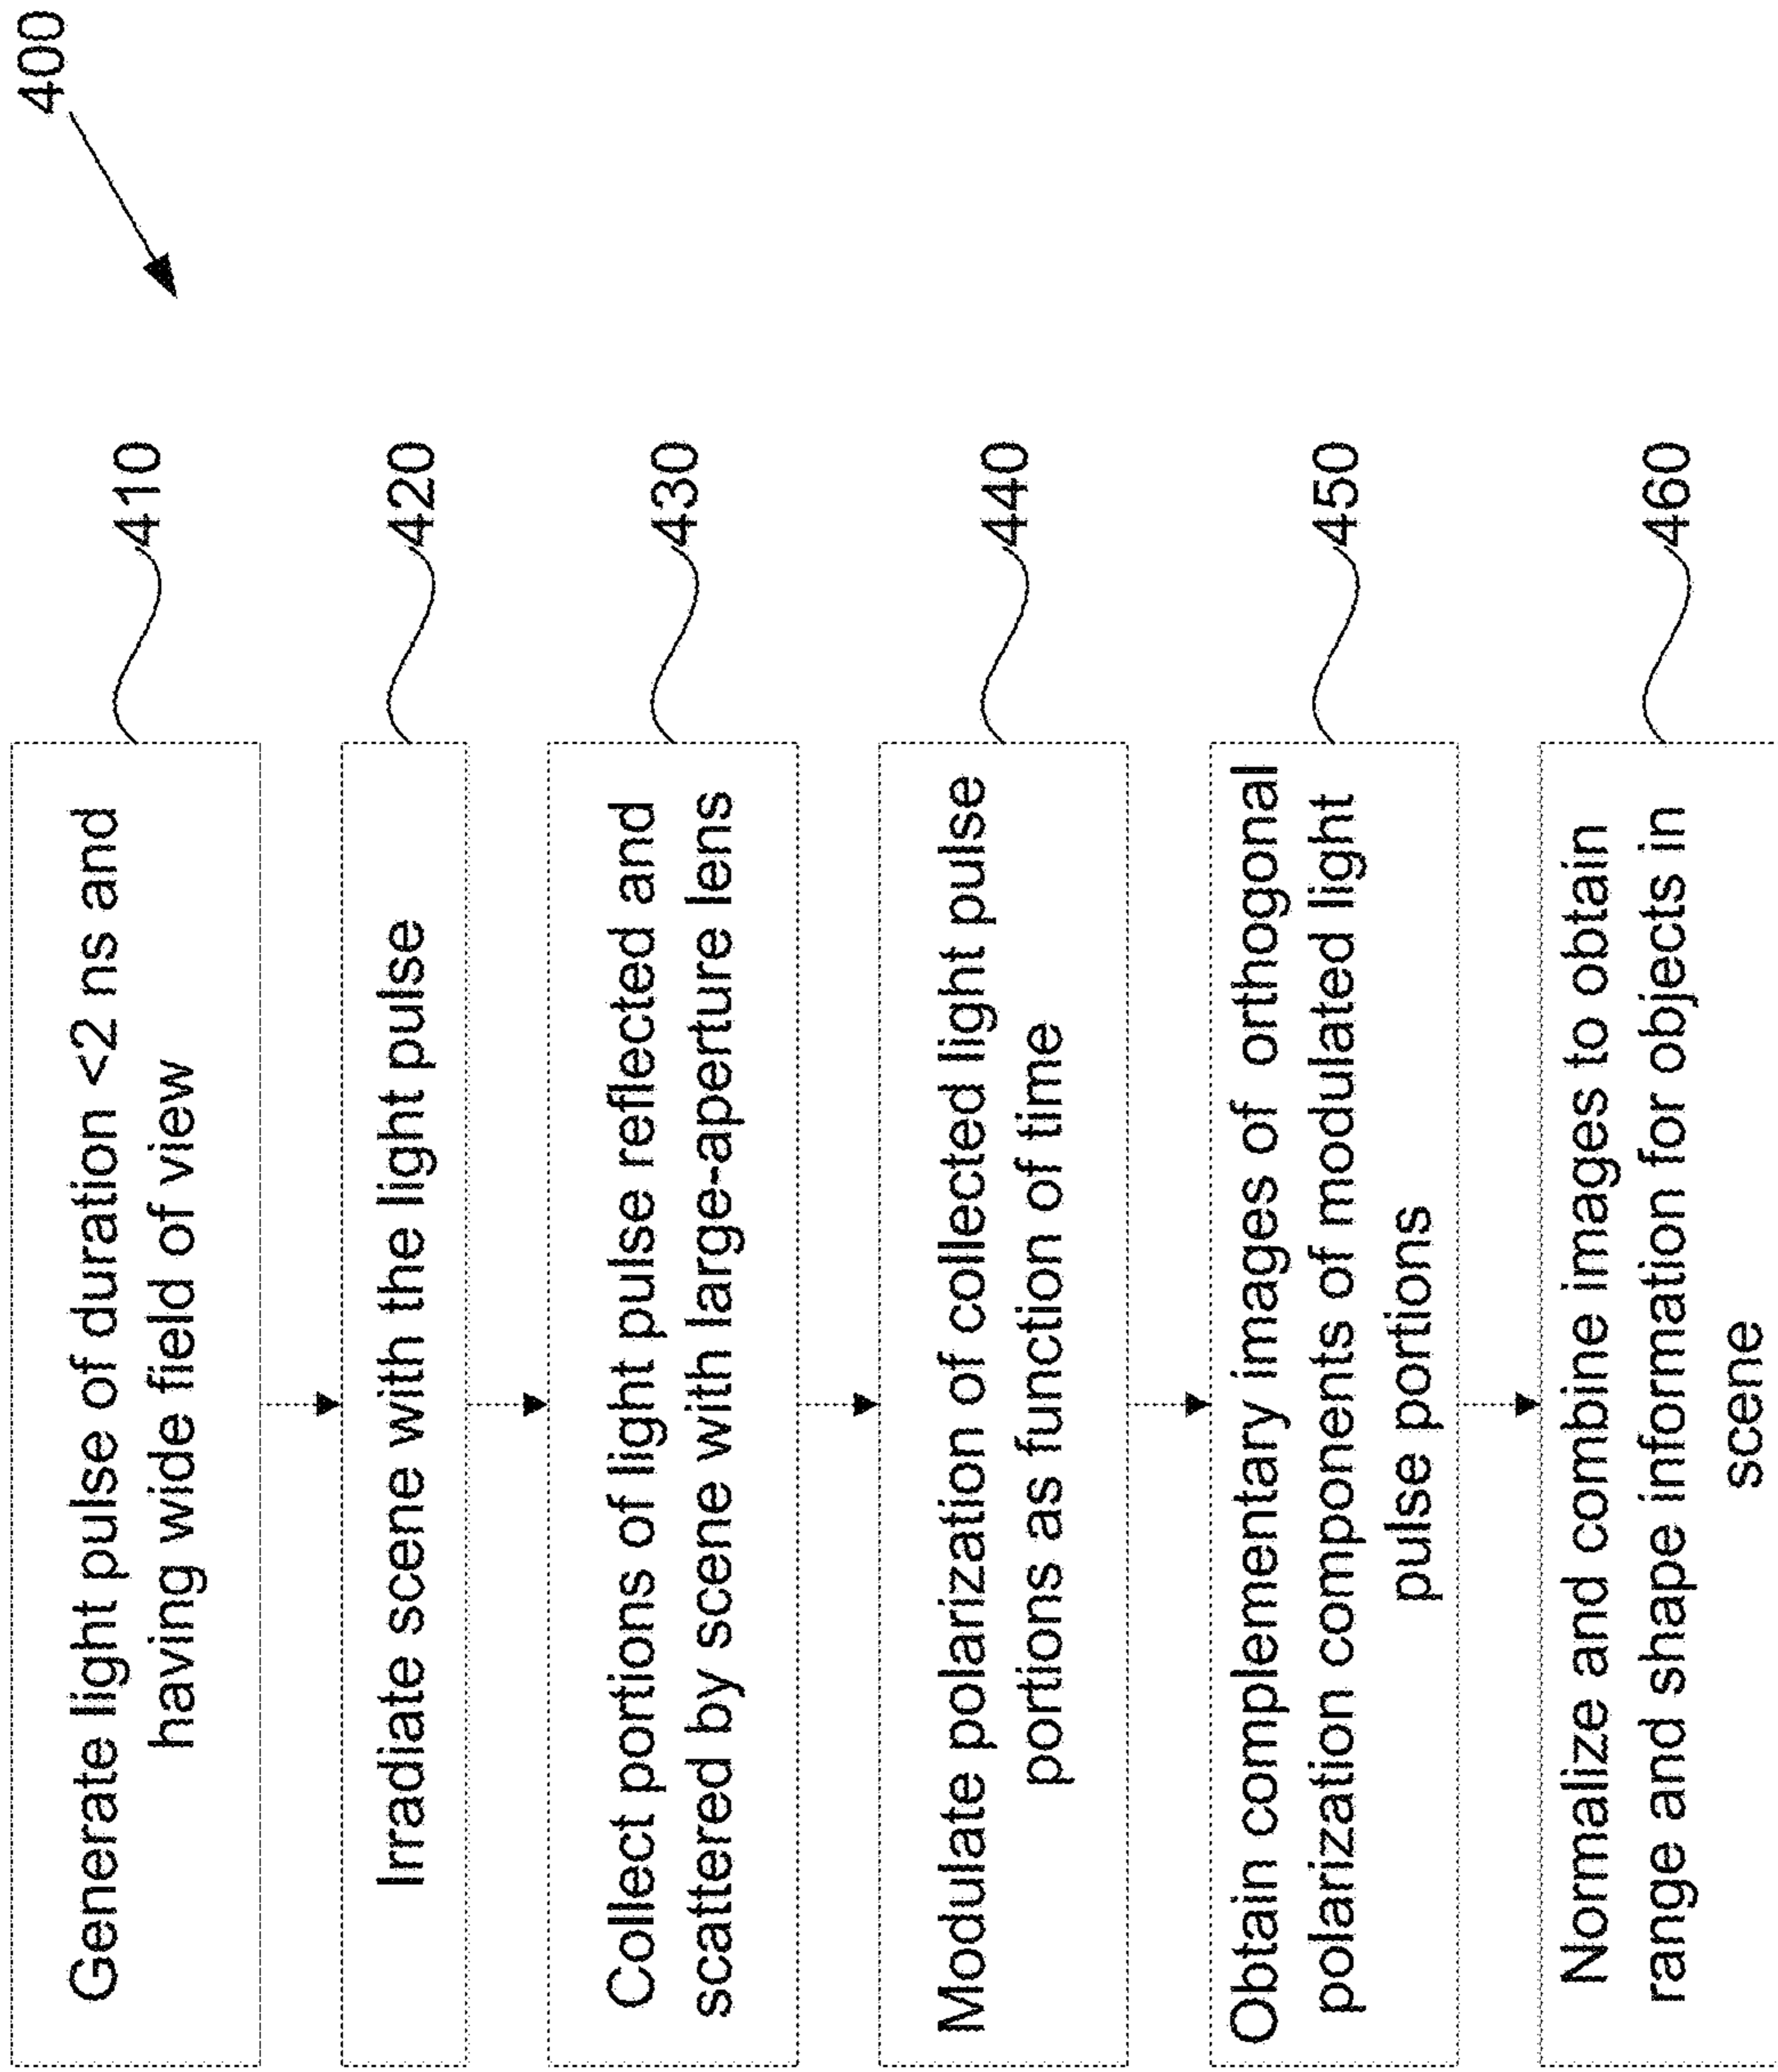 400
Generate light pulse of duration <2 ns and
having wide field of view
410
Irradiate scene with the light pulse
420
Collect portions of light pulse reflected and
scattered by scene with large-aperture lens
430
Modulate polarization of collected light pulse
portions as function of time
440
Obtain complementary images of orthogonal
polarization components of modulated light
pulse portions
450
Normalize and combine images to obtain
range and shape information for objects in
scene
460